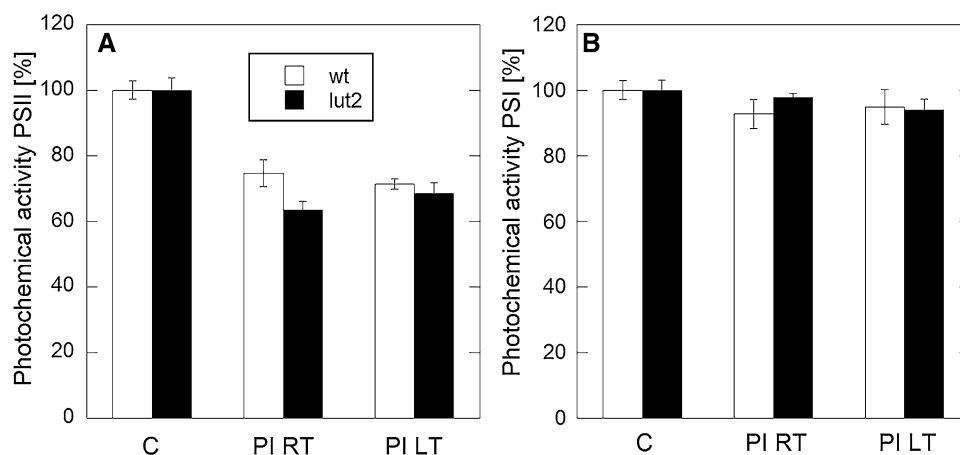 A
Photochemical activity PSII [%]
120
100
80
60
40
20
0
wt
lut2
C
PI RT
PI LT
B
Photochemical activity PSI [%]
120
100
80
60
40
20
0
C
PI RT
PI LT